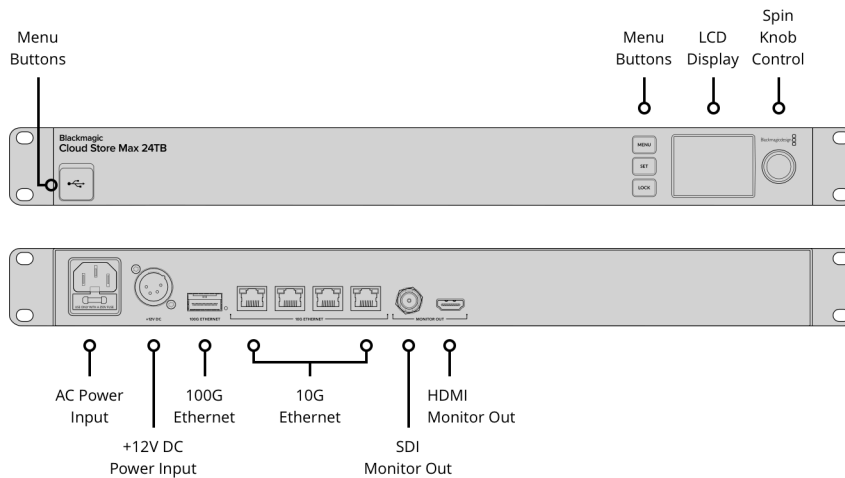 Menu
Buttons
Menu
Buttons
LCD
Display
Spin
Knob
Control
Blackmagic
Cloud Store Max 24TB
MENU
SET
LOCK
Blackmagicdesign
+12V DC
100G ETHERNET
10G ETHERNET
MONITOR OUT
AC Power
Input
+12V DC
Power Input
100G
Ethernet
10G
Ethernet
SDI
Monitor Out
HDMI
Monitor Out